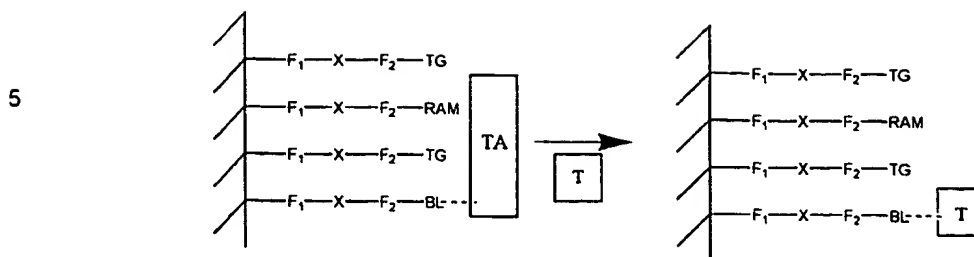 F₁—X—F₂—TG F₁—X—F₂—TG
5
F₁—X—F₂—RAM TA F₁—X—F₂—RAM
F₁—X—F₂—TG T F₁—X—F₂—TG
F₁—X—F₂—BL F₁—X—F₂—BL T